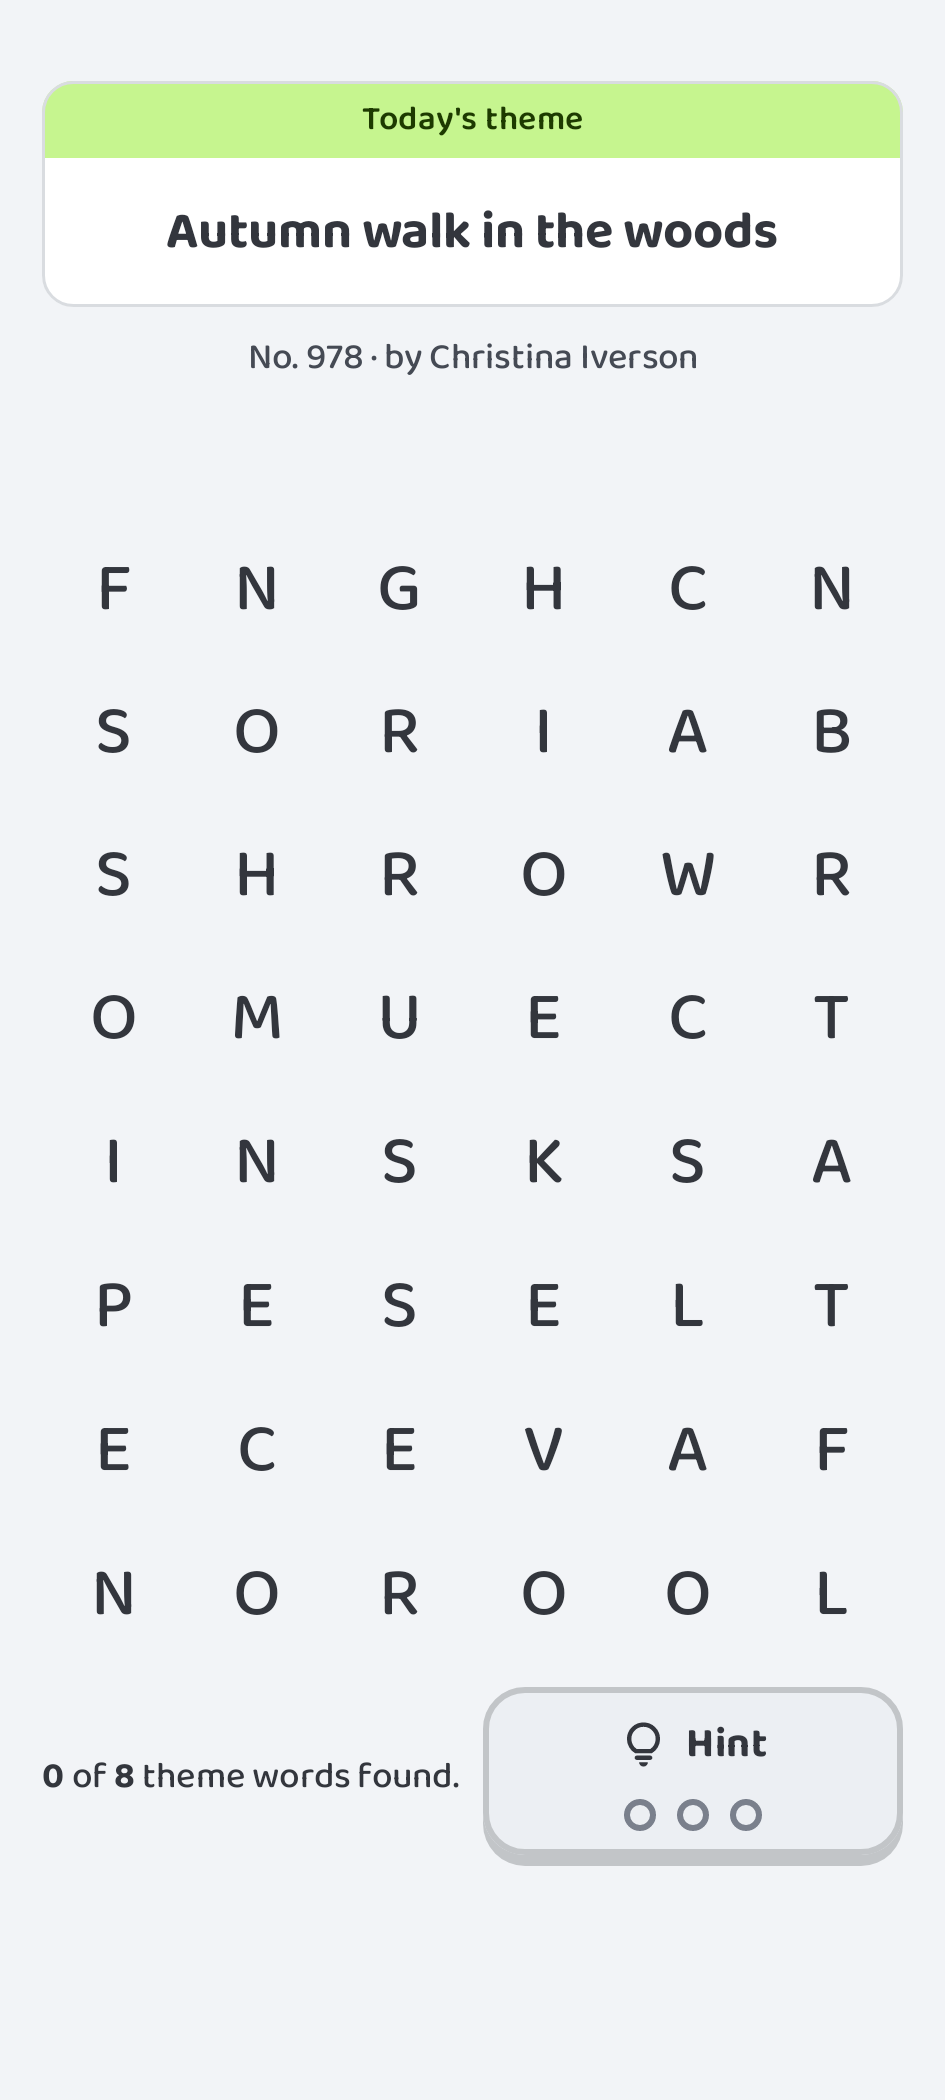 Today's theme
Autumn walk in the woods
No. 978 · by Christina Iverson
F N G H C N
S O R I A B
S H R O W R
O M U E C T
I N S K S A
P E S E L T
E C E V A F
N O R O O L
0 of 8 theme words found.
Hint